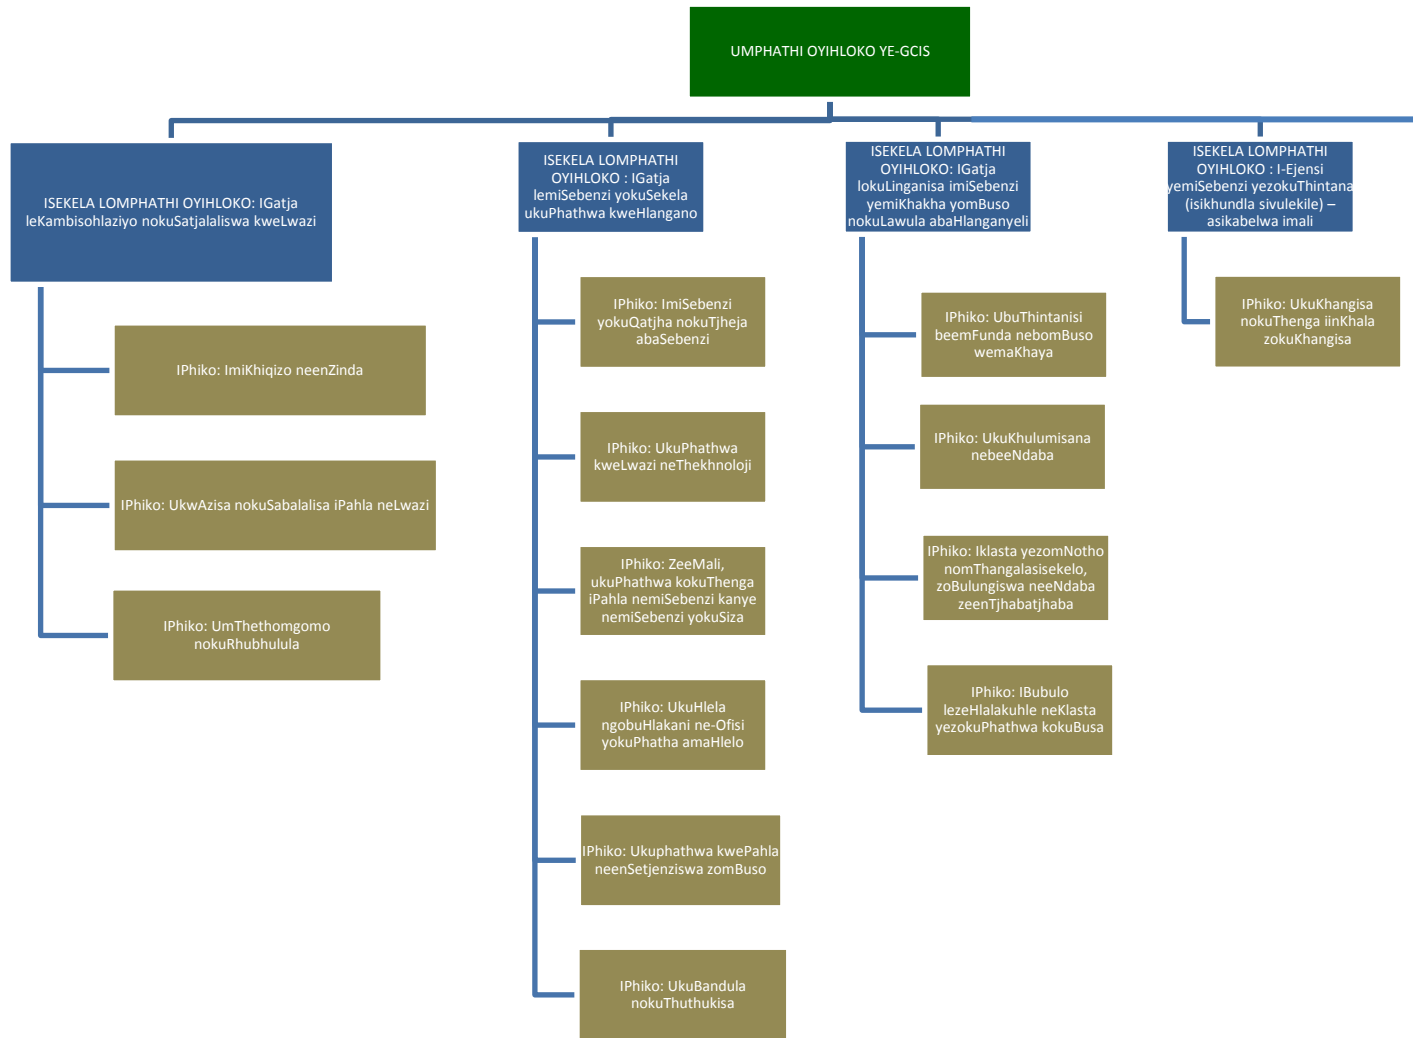 UMPHATHI OYIHLOKO YE-GCIS
ISEKELA LOMPHATHI OYIHLOKO: IGatja
leKambisohlaziyo nokuSatjalaliswa kweLwazi
IPhiko: ImiKhiqizo neenZinda
IPhiko: UkwAzisa nokuSabalalisa iPahla neLwazi
IPhiko: UmThethomgomo
nokuRhubhulula
ISEKELA LOMPHATHI
OYIHLOKO : IGatja
lemiSebenzi yokuSekela
ukuPhathwa kweHlangano
IPhiko: ImiSebenzi
yokuQatjha nokuTjheja
abaSebenzi
IPhiko: UkuPhathwa
kweLwazi neThekhnoloji
IPhiko: ZeeMali,
ukuPhathwa kokuThenga
iPahla nemiSebenzi kanye
nemiSebenzi yokuSiza
IPhiko: UkuHlela
ngobuHlakani ne-Ofisi
yokuPhatha amaHlelo
IPhiko: Ukuphathwa kwePahla
neenSetjenziswa zomBuso
IPhiko: UkuBandula
nokuThuthukisa
ISEKELA LOMPHATHI
OYIHLOKO: IGatja
lokuLinganisa imiSebenzi
yemiKhakha yomBuso
nokuLawula abaHlanganyeli
IPhiko: UbuThintanisi
beemFunda nebomBuso
wemaKhaya
IPhiko: UkuKhulumisana
nebeeNdaba
IPhiko: Iklasta yezomNotho
nomThangalasisekelo,
zoBulungiswa neeNdaba
zeenTjhabatjhaba
IPhiko: IBubulo
lezeHlalakuhle neKlasta
yezokuPhathwa kokuBusa
ISEKELA LOMPHATHI
OYIHLOKO : I-Ejensi
yemiSebenzi yezokuThintana
(isikhundla sivulekile) –
asikabelwa imali
IPhiko: UkuKhangisa
nokuThenga iinKhala
zokuKhangisa